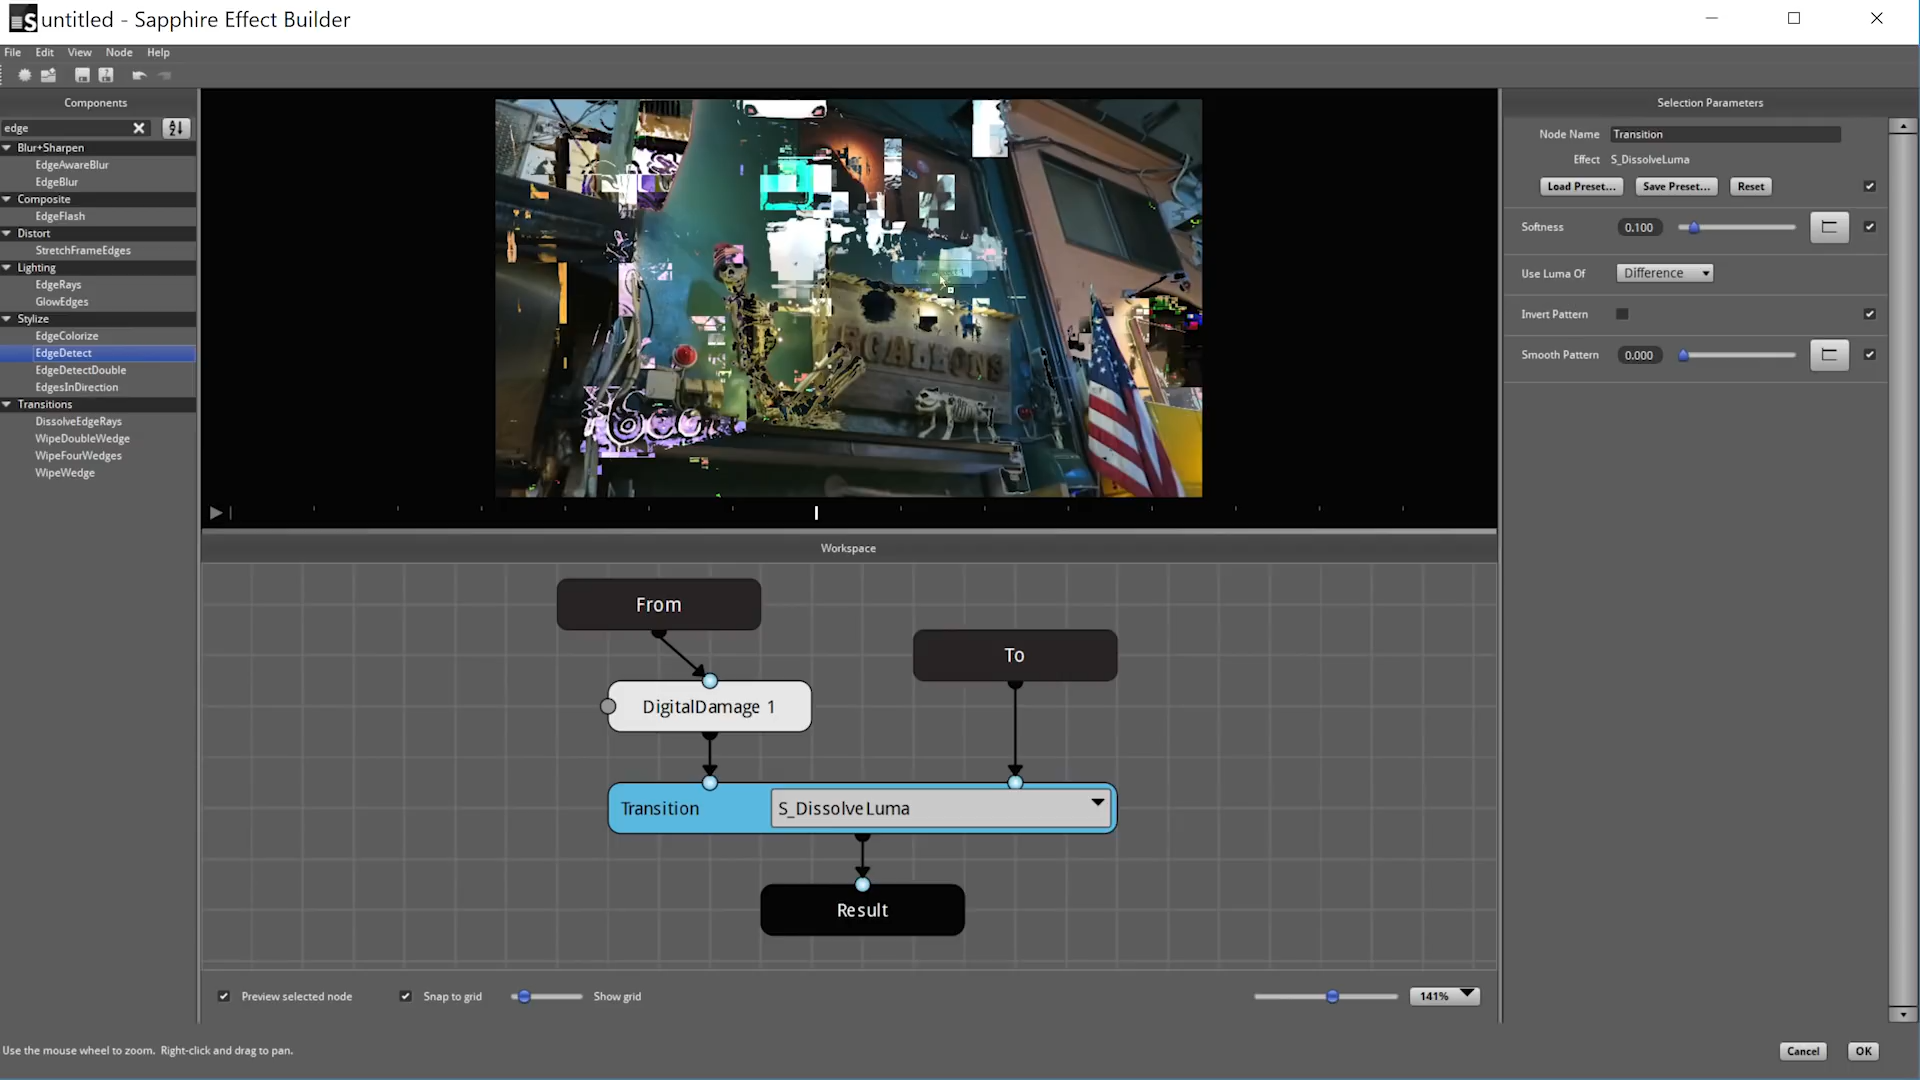 untitled - Sapphire Effect Builder
File Edit View Node Help
Components
edge
Blur+Sharpen
EdgeAwareBlur
EdgeBlur
Composite
EdgeFlash
Distort
StretchFrameEdges
Lighting
EdgeRays
GlowEdges
Stylize
EdgeColorize
EdgeDetect
EdgeDetectDouble
EdgesInDirection
Transitions
DissolveEdgeRays
WipeDoubleWedge
WipeFourWedges
WipeWedge
Workspace
From
To
DigitalDamage 1
Transition S_DissolveLuma
Result
Preview selected node Snap to grid Show grid 141%
Selection Parameters
Node Name Transition
Effect S_DissolveLuma
Load Preset... Save Preset... Reset
Softness 0.100
Use Luma Of Difference
Invert Pattern
Smooth Pattern 0.000
Use the mouse wheel to zoom. Right-click and drag to pan.
Cancel OK